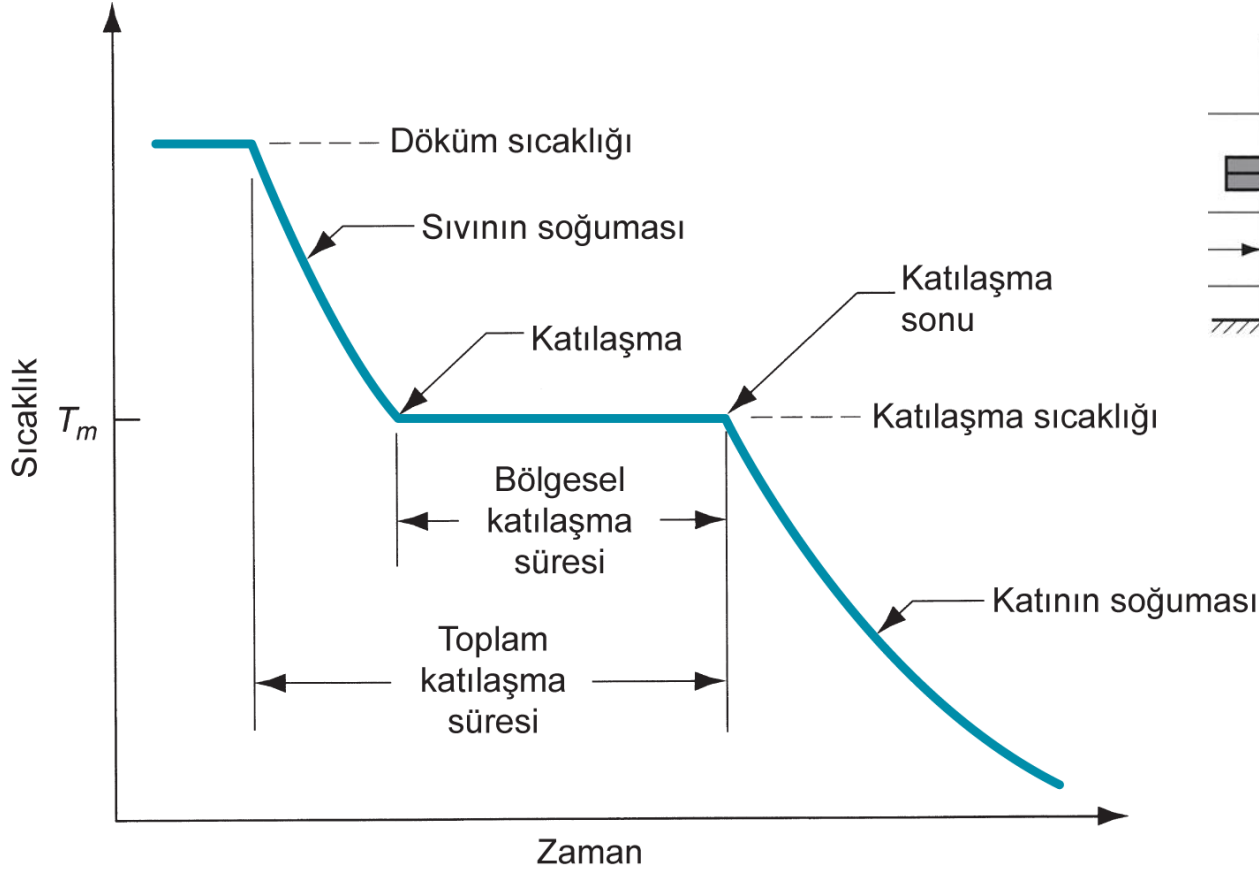 Döküm sıcaklığı
Sıvının soğuması
Katılaşma
sonu
Katılaşma
Sıcaklık
Tm
Katılaşma sıcaklığı
Bölgesel
katılaşma
süresi
Katının soğuması
Toplam
katılaşma
süresi
Zaman